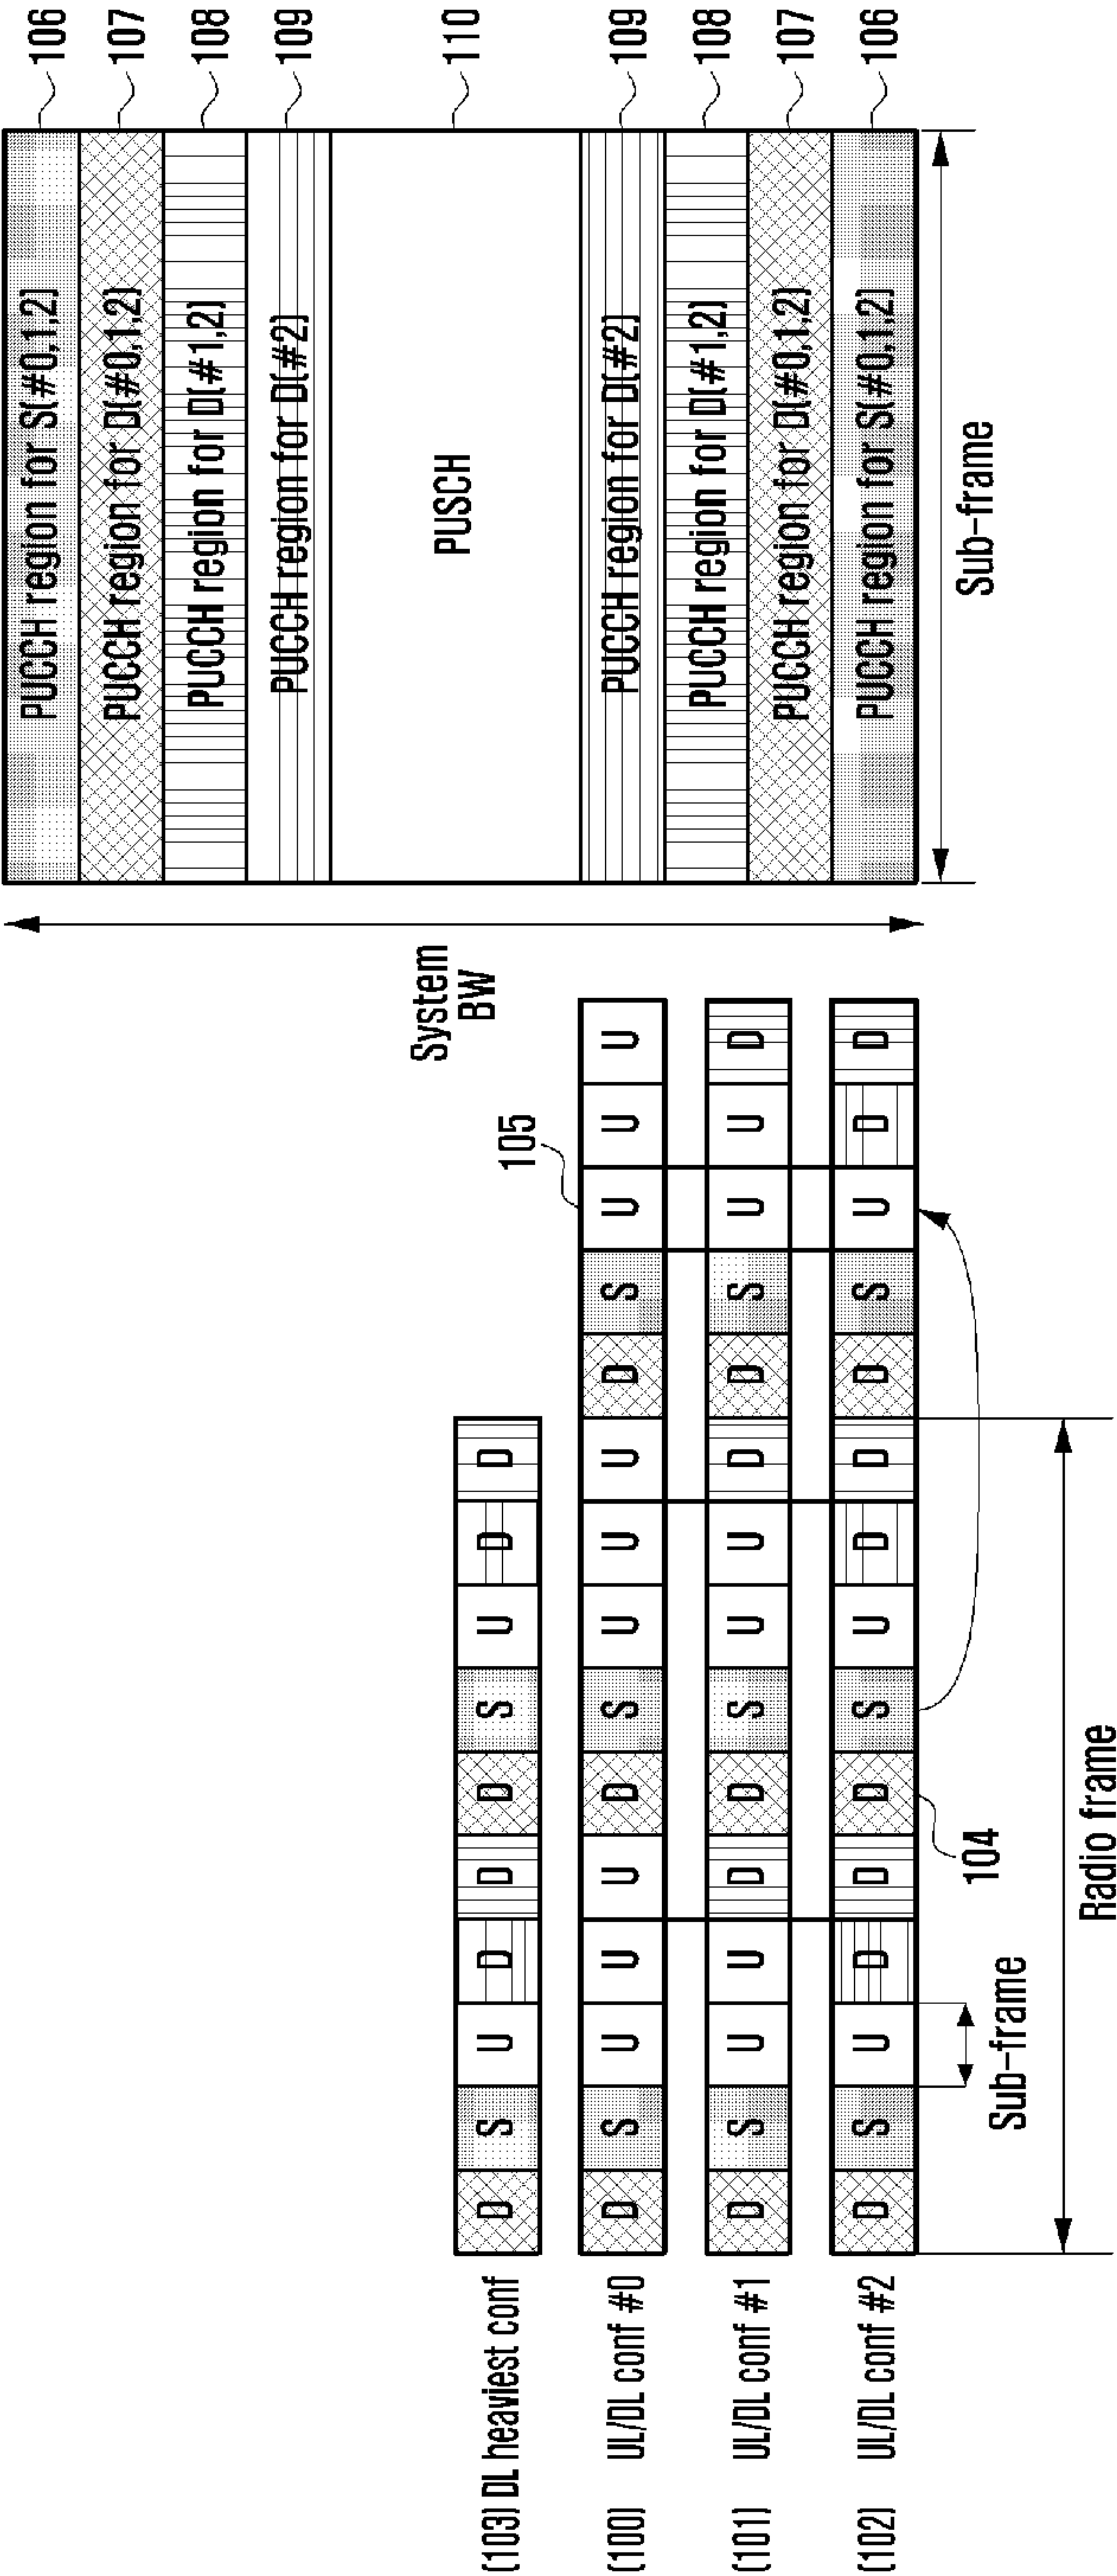 (103) DL heaviest conf D S U D D D S U D D
105
(100) UL/DL conf #0 D S U U U D S U U U D S U U U
(101) UL/DL conf #1 D S U U D D S U U D D S U U D
(102) UL/DL conf #2 D S U D D D S U D D D S U D D
104
Sub-frame
Radio frame
System
BW
PUCCH region for S(#0,1,2) 106
PUCCH region for D(#0,1,2) 107
PUCCH region for D(#1,2) 108
PUCCH region for D(#2) 109
PUSCH 110
PUCCH region for D(#2) 109
PUCCH region for D(#1,2) 108
PUCCH region for D(#0,1,2) 107
PUCCH region for S(#0,1,2) 106
Sub-frame